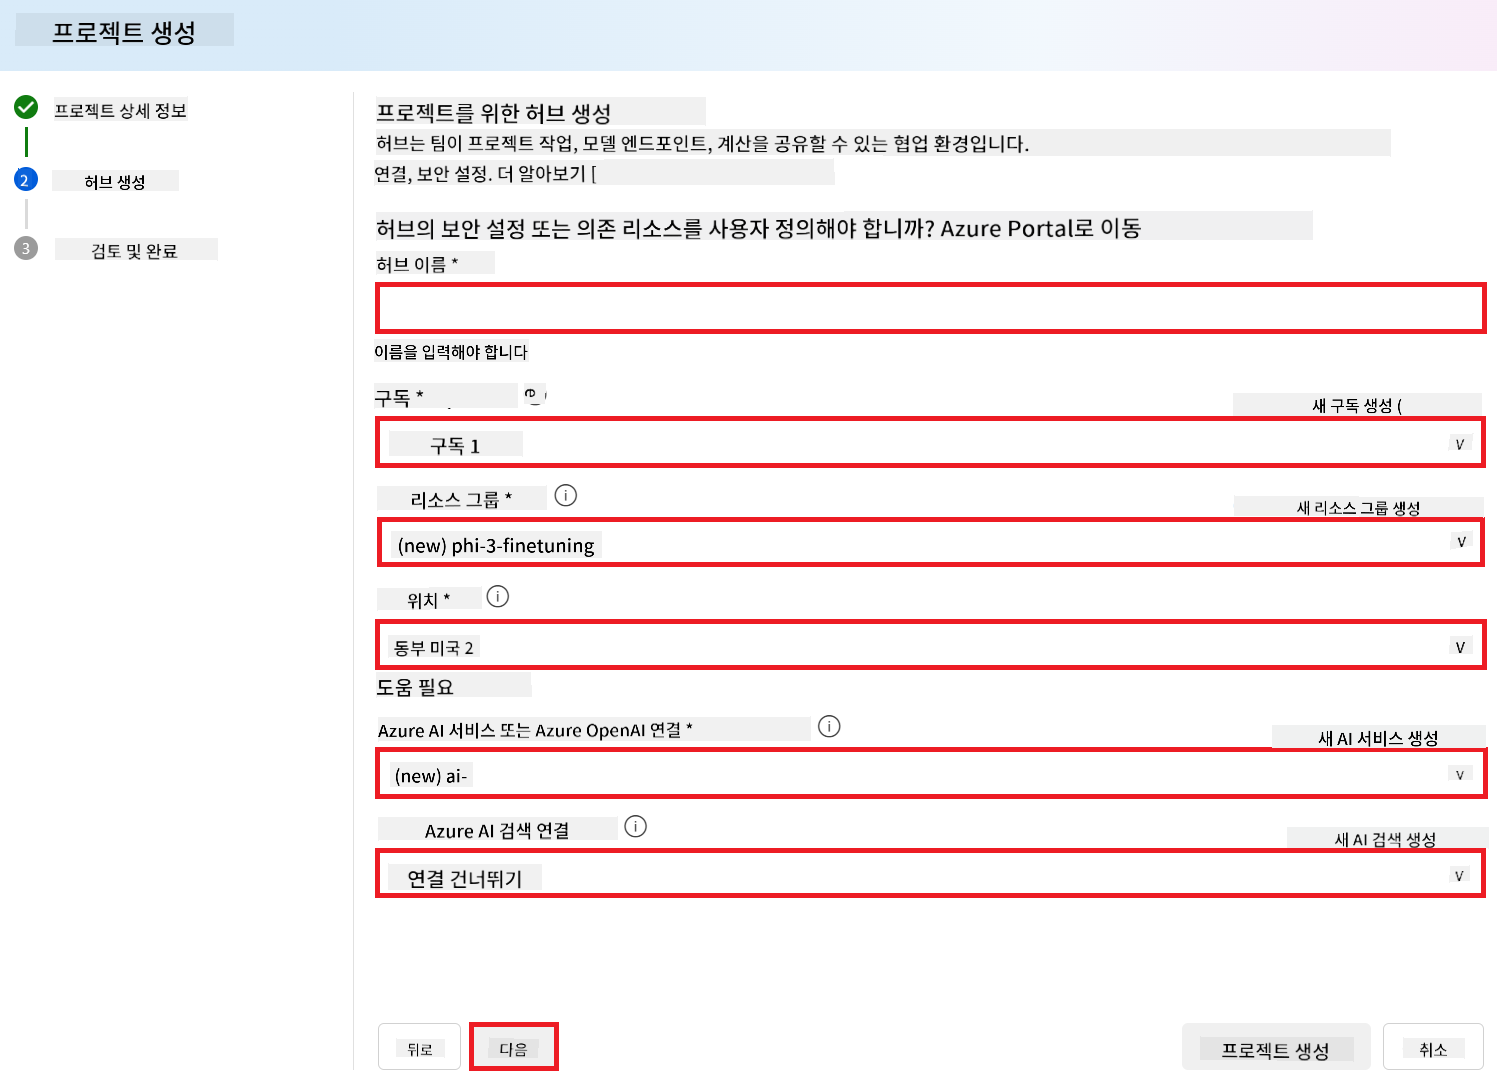 프로젝트 생성
프로젝트 상세 정보
2
허브 생성
3
검토 및 완료
프로젝트를 위한 허브 생성
허브는 팀이 프로젝트 작업, 모델 엔드포인트, 계산을 공유할 수 있는 협업 환경입니다.
연결, 보안 설정. 더 알아보기 [
허브의 보안 설정 또는 의존 리소스를 사용자 정의해야 합니까? Azure Portal로 이동
허브 이름 *
이름을 입력해야 합니다
구독 *
새 구독 생성 (
구독 1
v
리소스 그룹 *
새 리소스 그룹 생성
(new) phi-3-finetuning
v
위치 *
동부 미국 2
v
도움 필요
Azure AI 서비스 또는 Azure OpenAI 연결 *
새 AI 서비스 생성
(new) ai-
v
Azure AI 검색 연결
새 AI 검색 생성
연결 건너뛰기
v
뒤로
다음
프로젝트 생성
취소